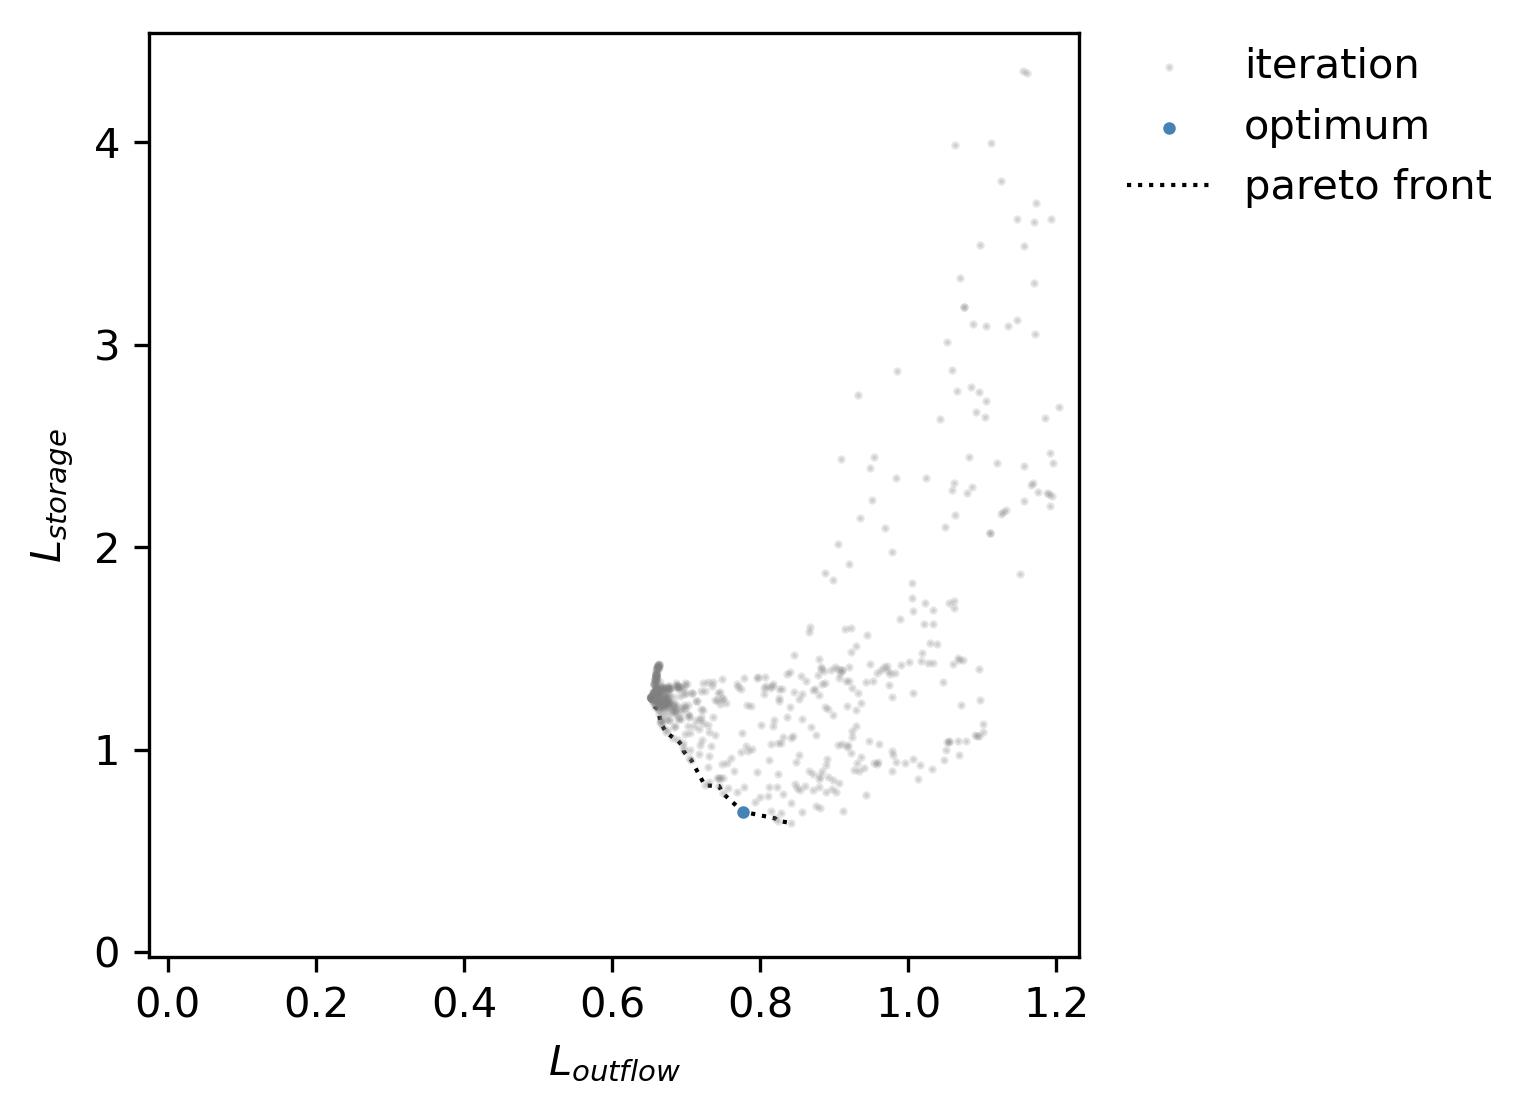 iteration
optimum
pareto front
4
3
2
1
0
L_storage
0.0 0.2 0.4 0.6 0.8 1.0 1.2
L_outflow